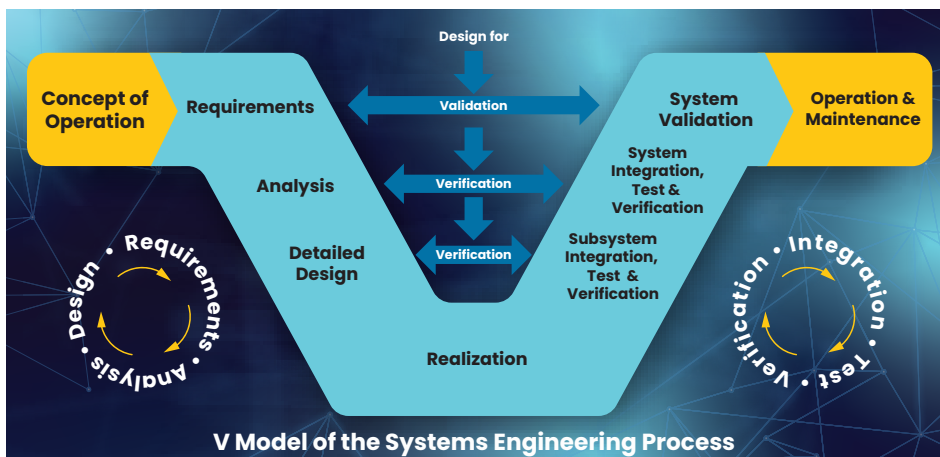 Design for
Concept of
Operation
Requirements
Validation
System
Validation
Operation &
Maintenance
Analysis
Verification
System
Integration,
Test &
Verification
Detailed
Design
Verification
Subsystem
Integration,
Test &
Verification
Realization
Design • Requirements • Analysis •
Verification • Integration • Test •
V Model of the Systems Engineering Process